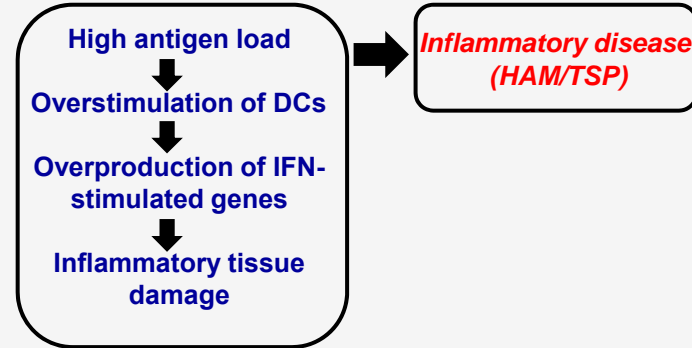 High antigen load
Overstimulation of DCs
Overproduction of IFN-
stimulated genes
Inflammatory tissue
damage
Inflammatory disease
(HAM/TSP)